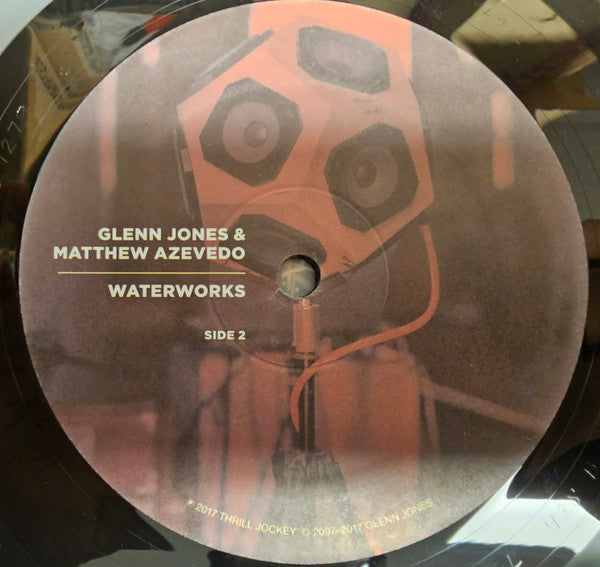 GLENN JONES &
MATTHEW AZEVEDO
WATERWORKS
SIDE 2
℗ 2017 THRILL JOCKEY © 2007–2017 GLENN JONES